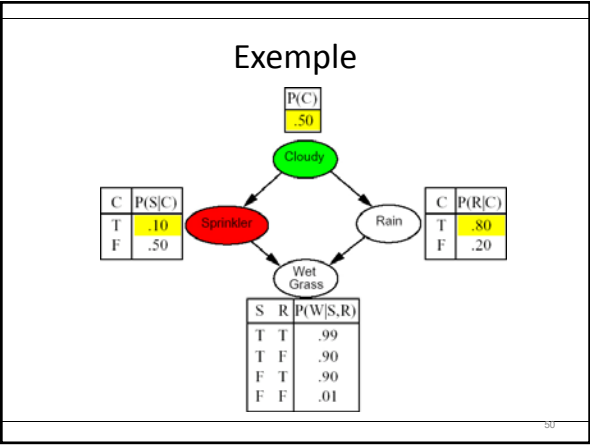 Exemple
P(C)
.50
Cloudy
C P(S|C)
T .10
F .50
Sprinkler
Rain
C P(R|C)
T .80
F .20
Wet
Grass
S R P(W|S,R)
T T .99
T F .90
F T .90
F F .01
50